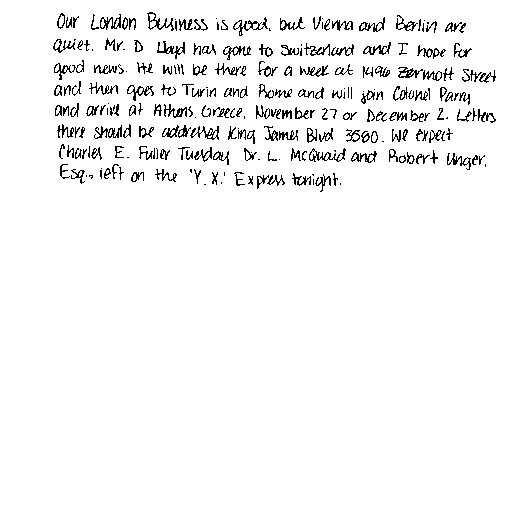 Our London Business is good, but Vienna and Berlin are
quiet. Mr. D Lloyd has gone to Switzerland and I hope for
good news. He will be there for a week at 1496 Zermott Street
and then goes to Turin and Rome and will join Colonel Parry
and arrive at Athens, Greece, November 27 or December 2. Letters
there should be addressed King James Blvd 3580. We expect
Charles E. Fuller Tuesday. Dr. L. McQuaid and Robert Unger,
Esq., left on the 'Y. X.' Express tonight.